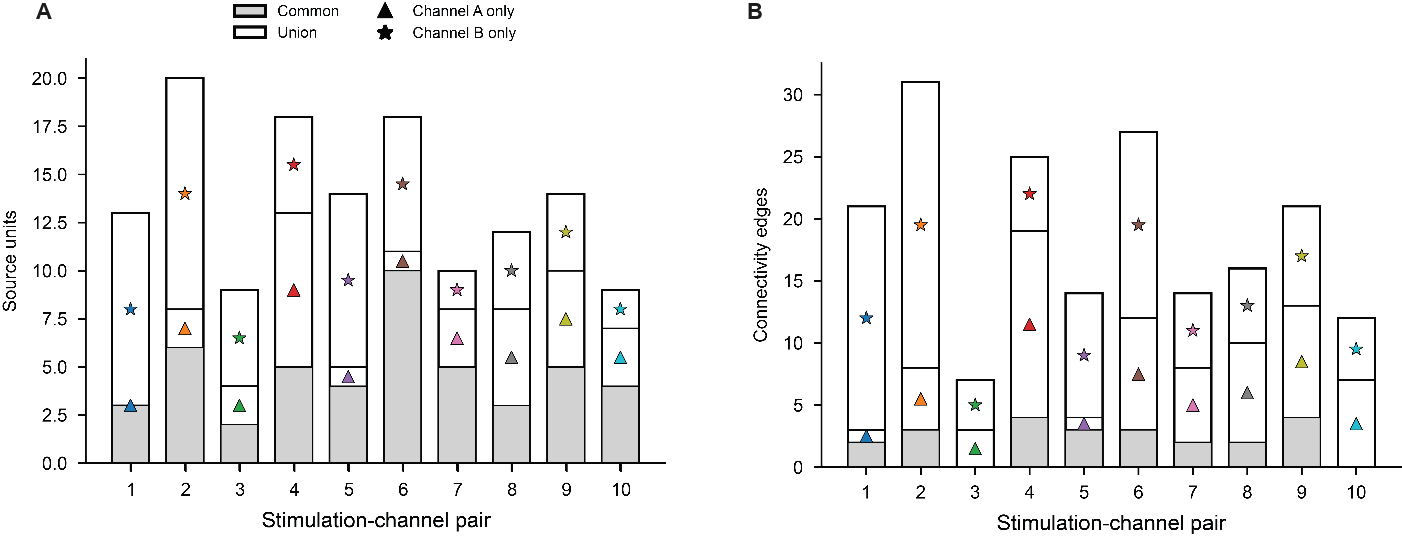 A
Common
Channel A only
Union
Channel B only
20.0
17.5
15.0
12.5
10.0
7.5
5.0
2.5
0.0
Source units
1 2 3 4 5 6 7 8 9 10
Stimulation-channel pair
B
30
25
20
15
10
5
0
Connectivity edges
1 2 3 4 5 6 7 8 9 10
Stimulation-channel pair